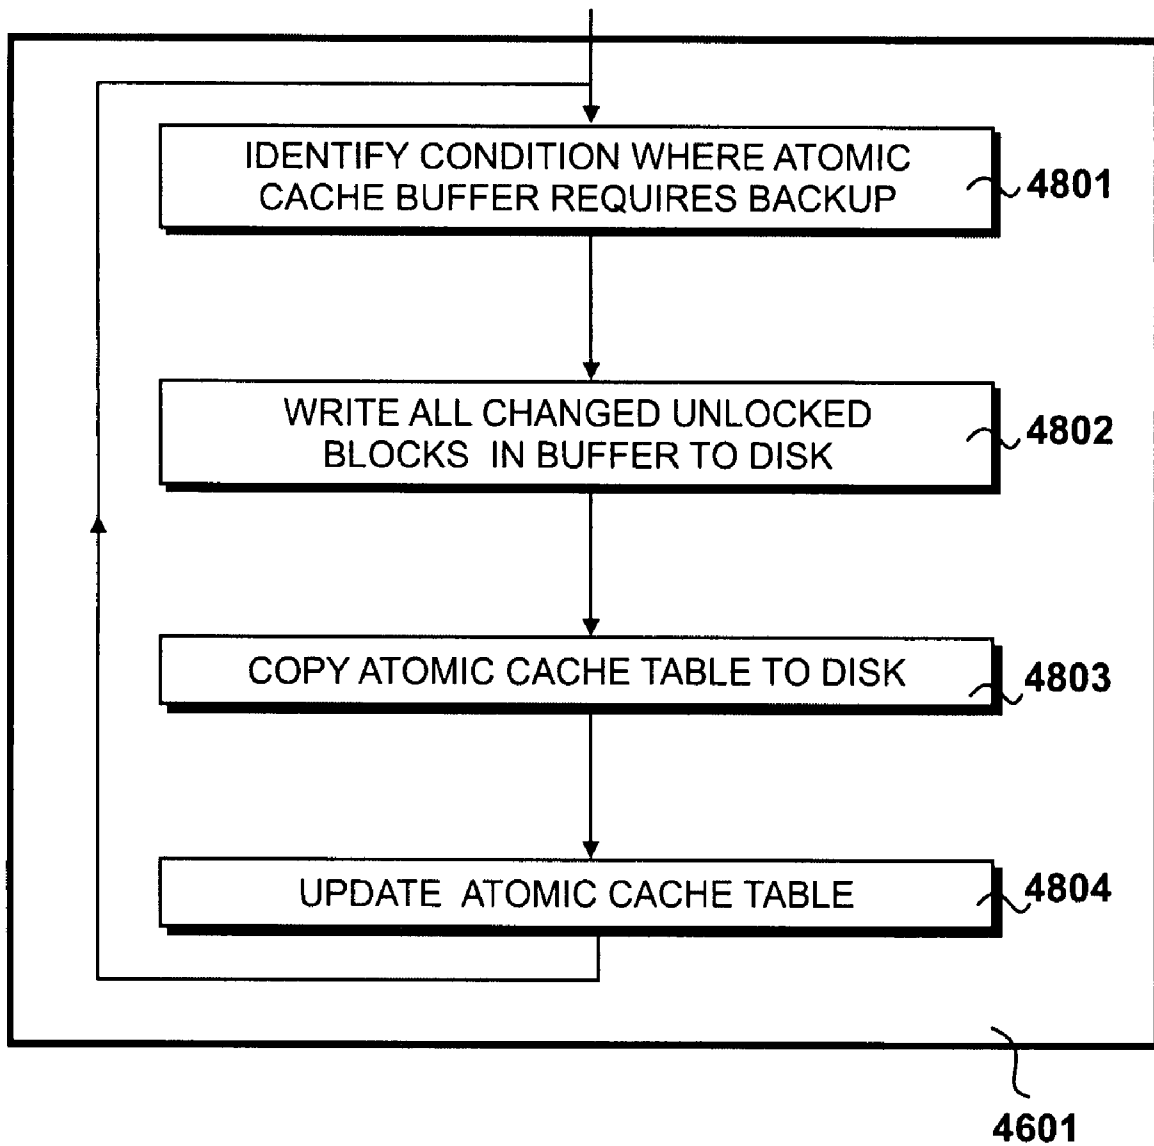 IDENTIFY CONDITION WHERE ATOMIC
CACHE BUFFER REQUIRES BACKUP
4801
WRITE ALL CHANGED UNLOCKED
BLOCKS IN BUFFER TO DISK
4802
COPY ATOMIC CACHE TABLE TO DISK
4803
UPDATE ATOMIC CACHE TABLE
4804
4601